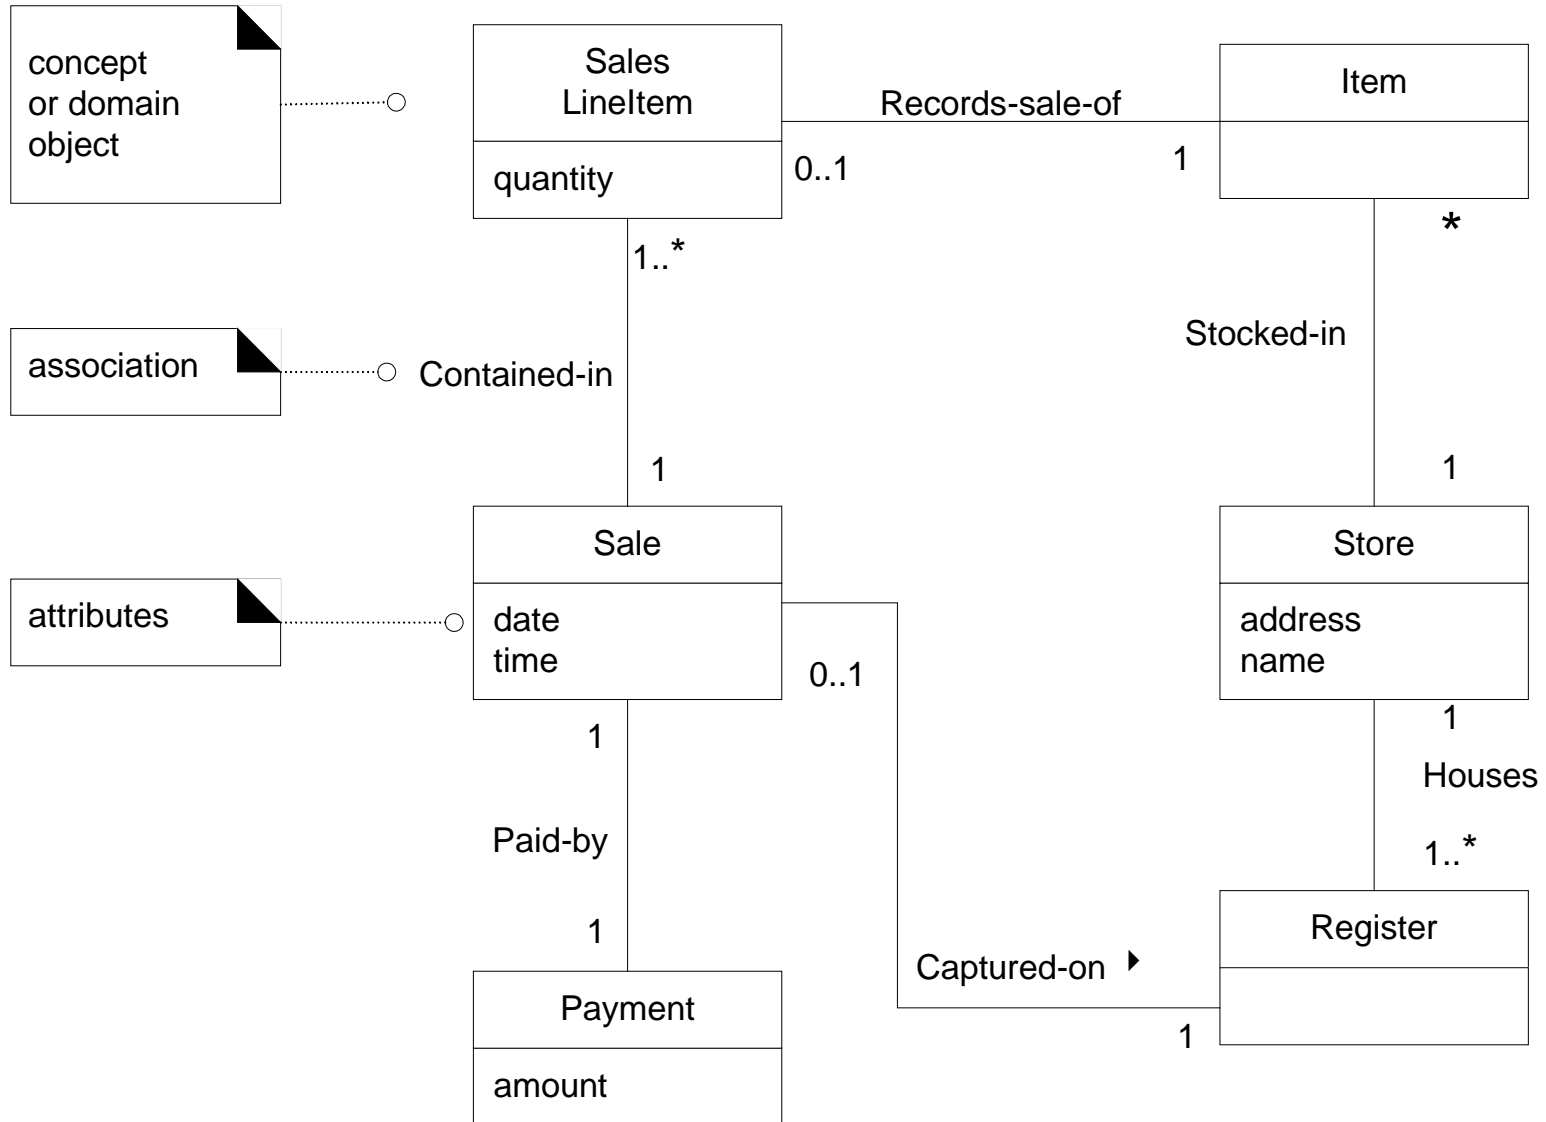 concept
or domain
object
Sales
LineItem
quantity
Records-sale-of
0..1
1
Item
1..*
*
association
Contained-in
Stocked-in
1
1
attributes
Sale
date
time
0..1
Store
address
name
1
1
Houses
Paid-by
1..*
1
Captured-on
1
Register
Payment
amount